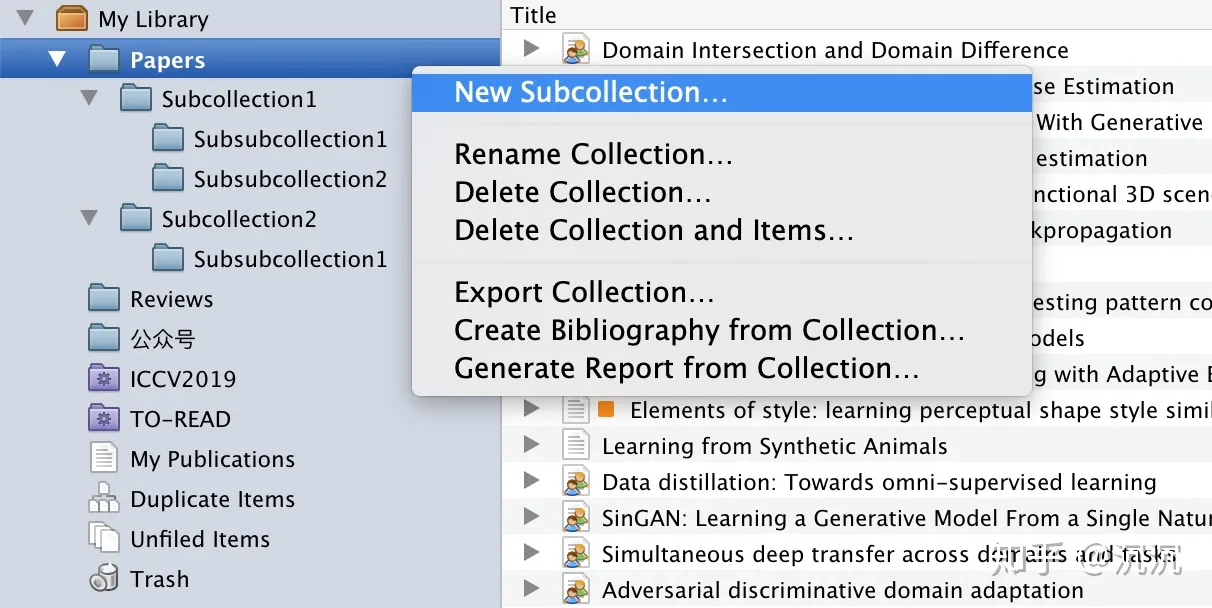 My Library
Papers
Subcollection1
Subsubcollection1
Subsubcollection2
Subcollection2
Subsubcollection1
Reviews
公众号
ICCV2019
TO-READ
My Publications
Duplicate Items
Unfiled Items
Trash
New Subcollection...
Rename Collection...
Delete Collection...
Delete Collection and Items...
Export Collection...
Create Bibliography from Collection...
Generate Report from Collection...
Title
Domain Intersection and Domain Difference
se Estimation
With Generative
estimation
nctional 3D scen
kpropagation
esting pattern co
odels
g with Adaptive
Elements of style: learning perceptual shape style simil
Learning from Synthetic Animals
Data distillation: Towards omni-supervised learning
SinGAN: Learning a Generative Model From a Single Natur
Simultaneous deep transfer across domains and tasks
Adversarial discriminative domain adaptation
知乎 @沉沉